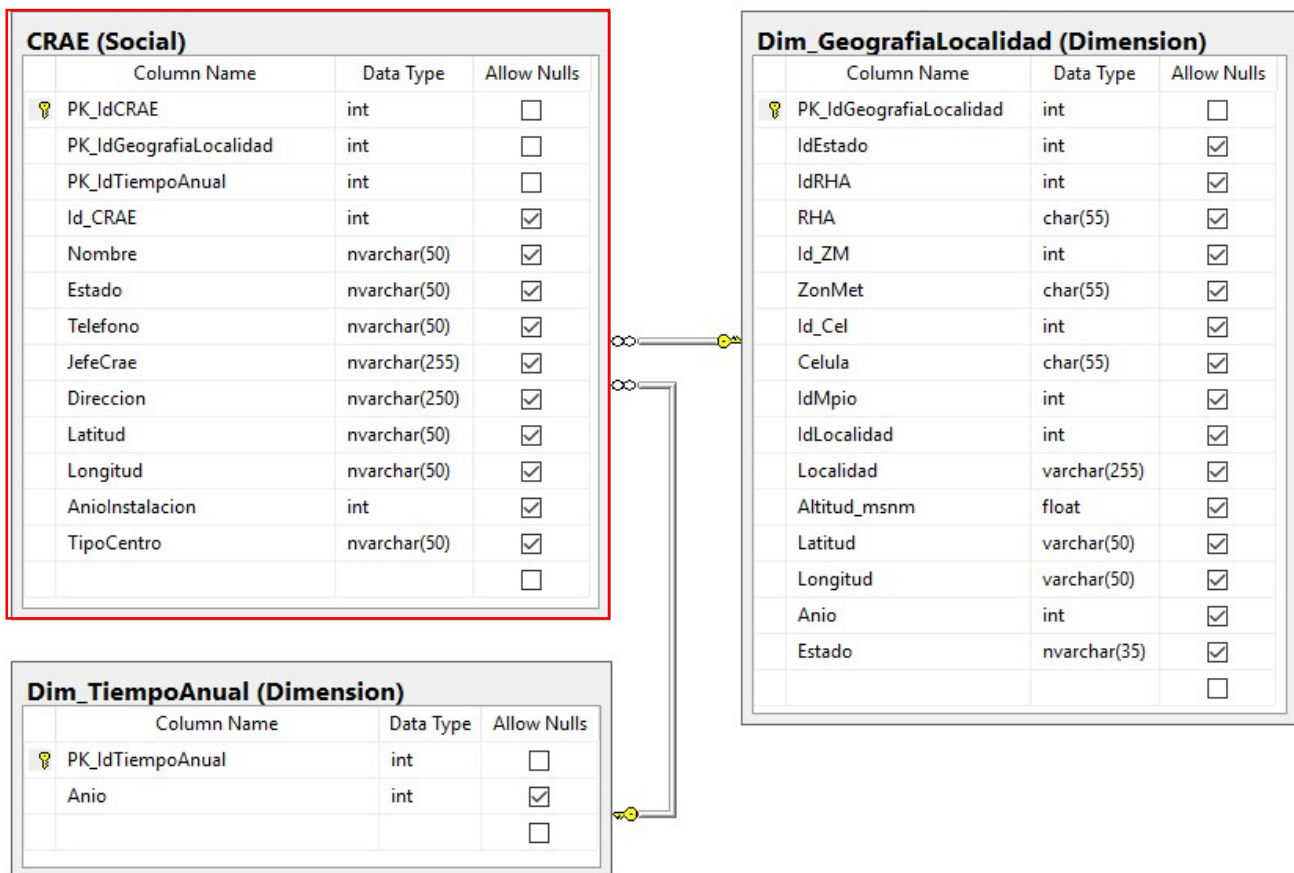 CRAE (Social)
Column Name Data Type Allow Nulls
PK_IdCRAE int
PK_IdGeografiaLocalidad int
PK_IdTiempoAnual int
Id_CRAE int
Nombre nvarchar(50)
Estado nvarchar(50)
Telefono nvarchar(50)
JefeCrae nvarchar(255)
Direccion nvarchar(250)
Latitud nvarchar(50)
Longitud nvarchar(50)
AnioInstalacion int
TipoCentro nvarchar(50)
Dim_GeografiaLocalidad (Dimension)
Column Name Data Type Allow Nulls
PK_IdGeografiaLocalidad int
IdEstado int
IdRHA int
RHA char(55)
Id_ZM int
ZonMet char(55)
Id_Cel int
Celula char(55)
IdMpio int
IdLocalidad int
Localidad varchar(255)
Altitud_msnm float
Latitud varchar(50)
Longitud varchar(50)
Anio int
Estado nvarchar(35)
Dim_TiempoAnual (Dimension)
Column Name Data Type Allow Nulls
PK_IdTiempoAnual int
Anio int